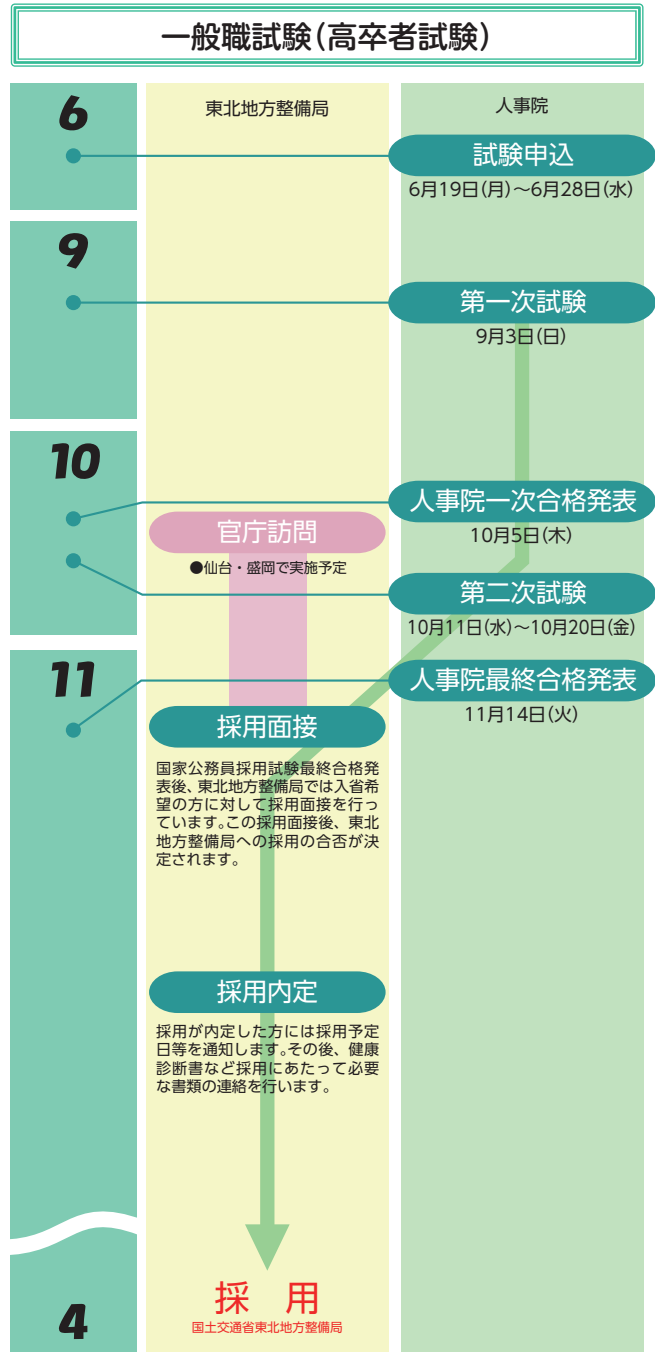 一般職試験(高卒者試験)
6
東北地方整備局
人事院
試験申込
6月19日(月)～6月28日(水)
9
第一次試験
9月3日(日)
10
人事院一次合格発表
10月5日(木)
官庁訪問
●仙台・盛岡で実施予定
第二次試験
10月11日(水)～10月20日(金)
11
人事院最終合格発表
11月14日(火)
採用面接
国家公務員採用試験最終合格発
表後、東北地方整備局では入省希
望の方に対して採用面接を行っ
ています。この採用面接後、東北
地方整備局への採用の合否が決
定されます。
採用内定
採用が内定した方には採用予定
日等を通知します。その後、健康
診断書など採用にあたって必要
な書類の連絡を行います。
4
採　用
国土交通省東北地方整備局